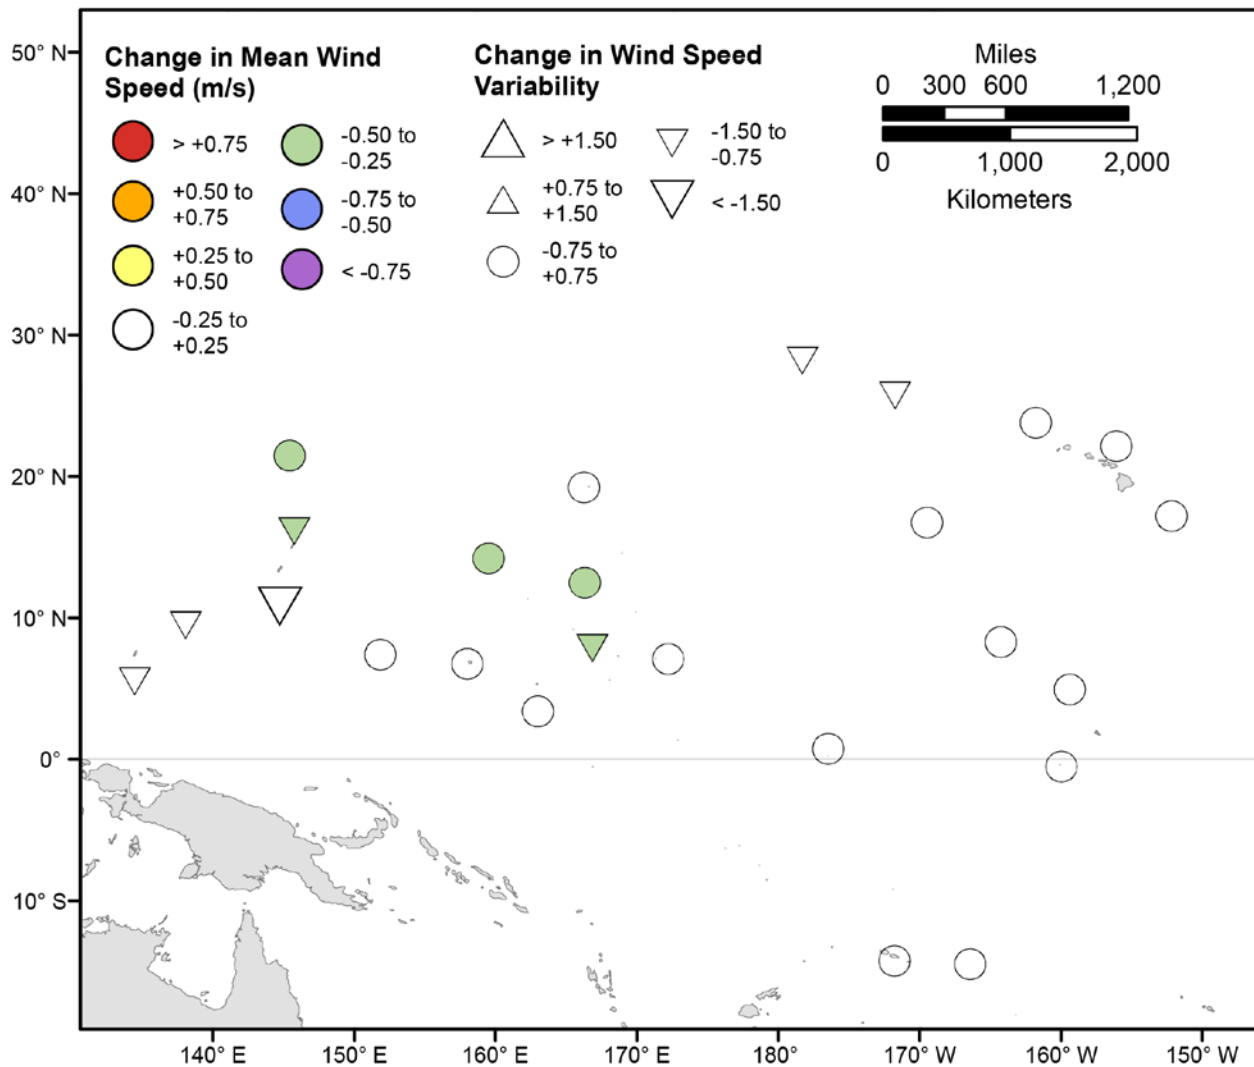 Change in Mean Wind
Speed (m/s)
> +0.75
+0.50 to
+0.75
+0.25 to
+0.50
-0.25 to
+0.25
-0.50 to
-0.25
-0.75 to
-0.50
< -0.75
Change in Wind Speed
Variability
> +1.50
+0.75 to
+1.50
-0.75 to
+0.75
-1.50 to
-0.75
< -1.50
Miles
0 300 600 1,200
0 1,000 2,000
Kilometers
50° N
40° N
30° N
20° N
10° N
0°
10° S
140° E 150° E 160° E 170° E 180° 170° W 160° W 150° W